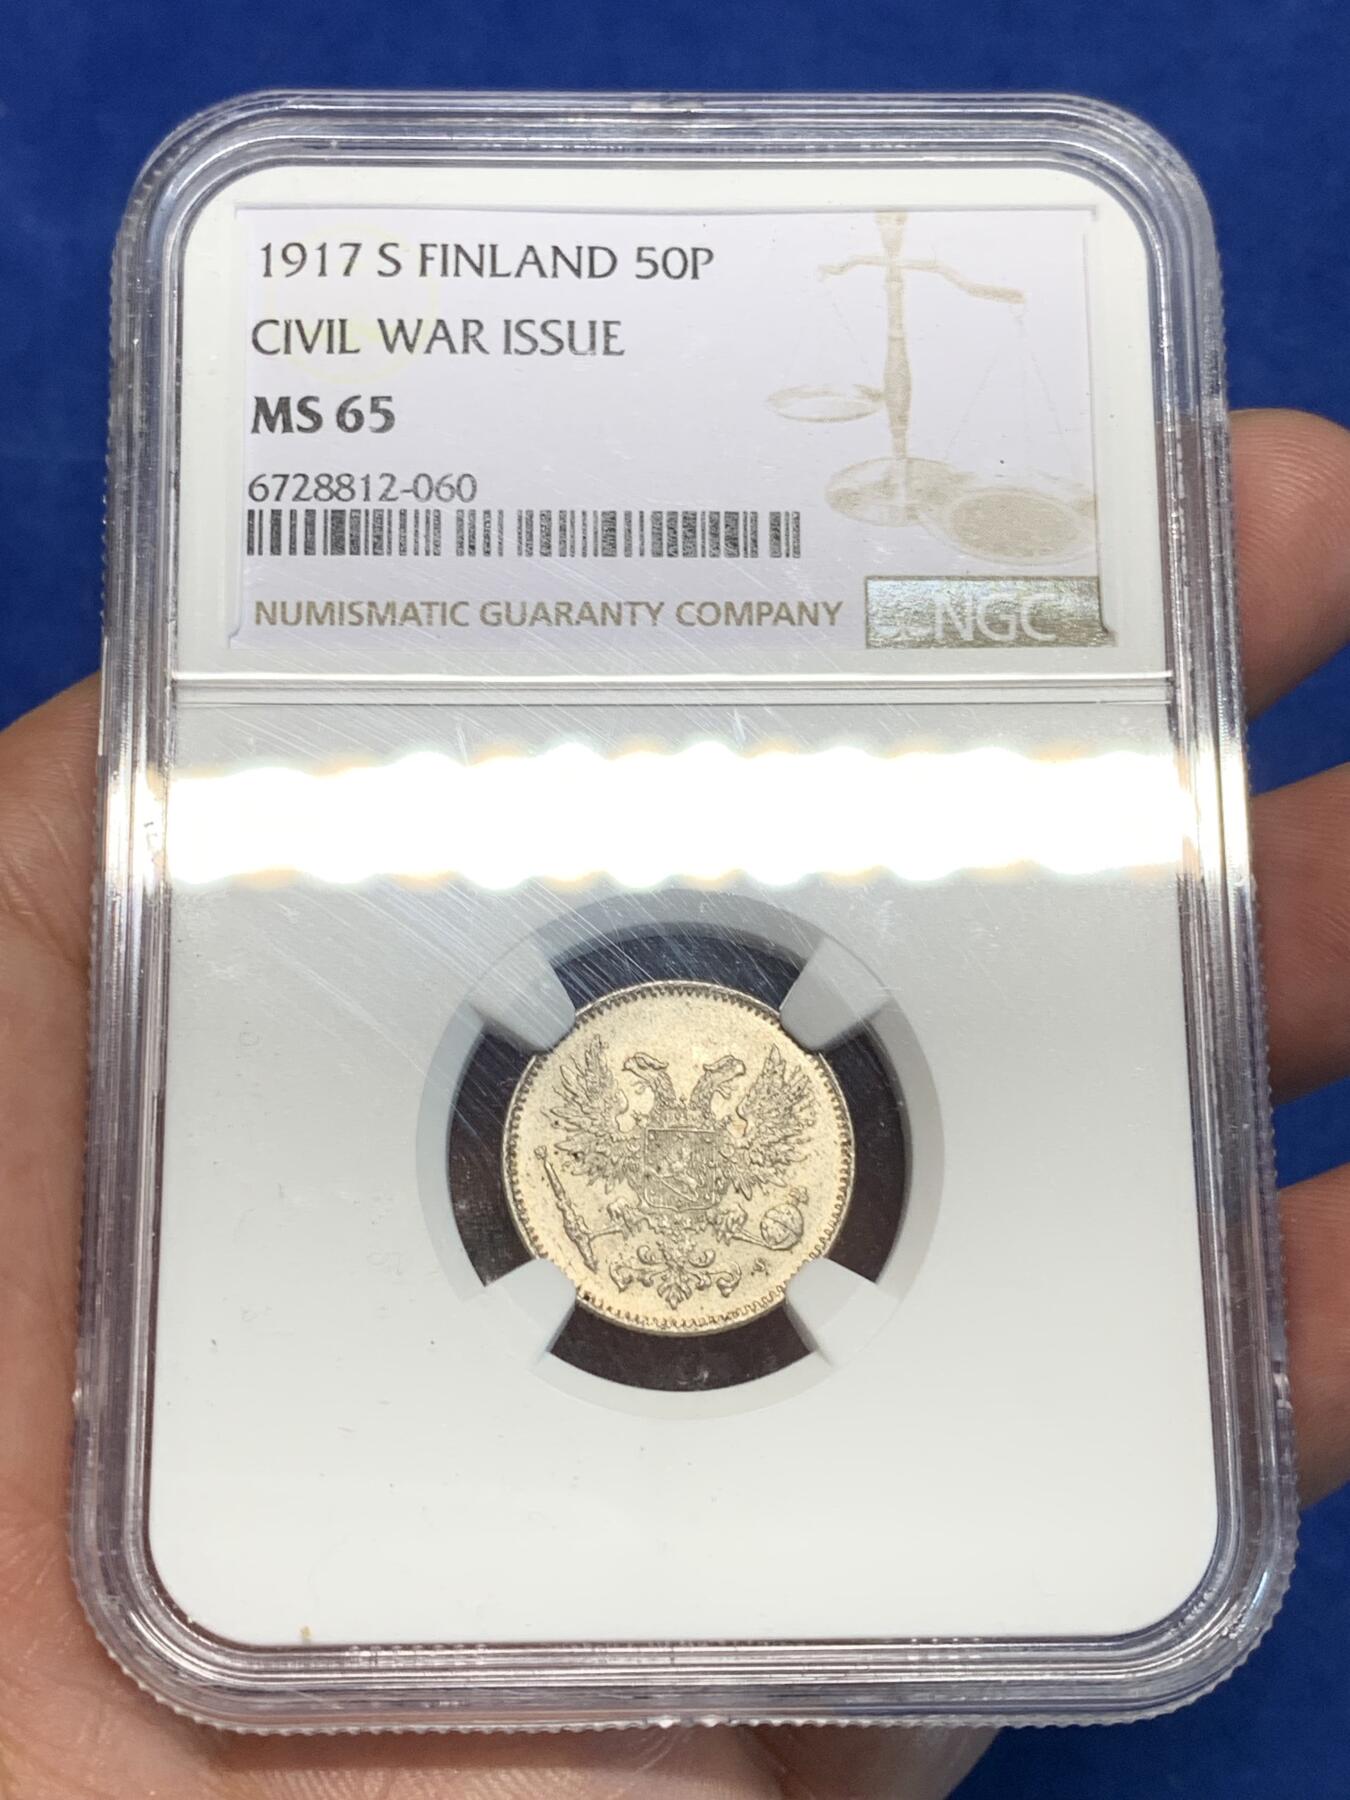 1917 S FINLAND 50P
CIVIL WAR ISSUE
MS 65
6728812-060
NUMISMATIC GUARANTY COMPANY
NGC